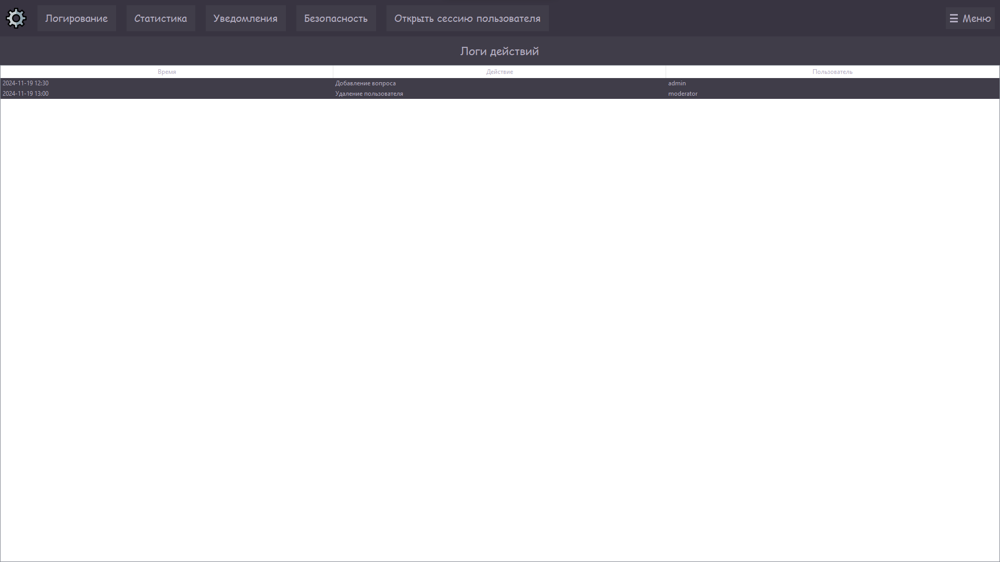 Логирование Статистика Уведомления Безопасность Открыть сессию пользователя ☰ Меню
Логи действий
Время Действие Пользователь
2024-11-19 12:30 Добавление вопроса admin
2024-11-19 13:00 Удаление пользователя moderator